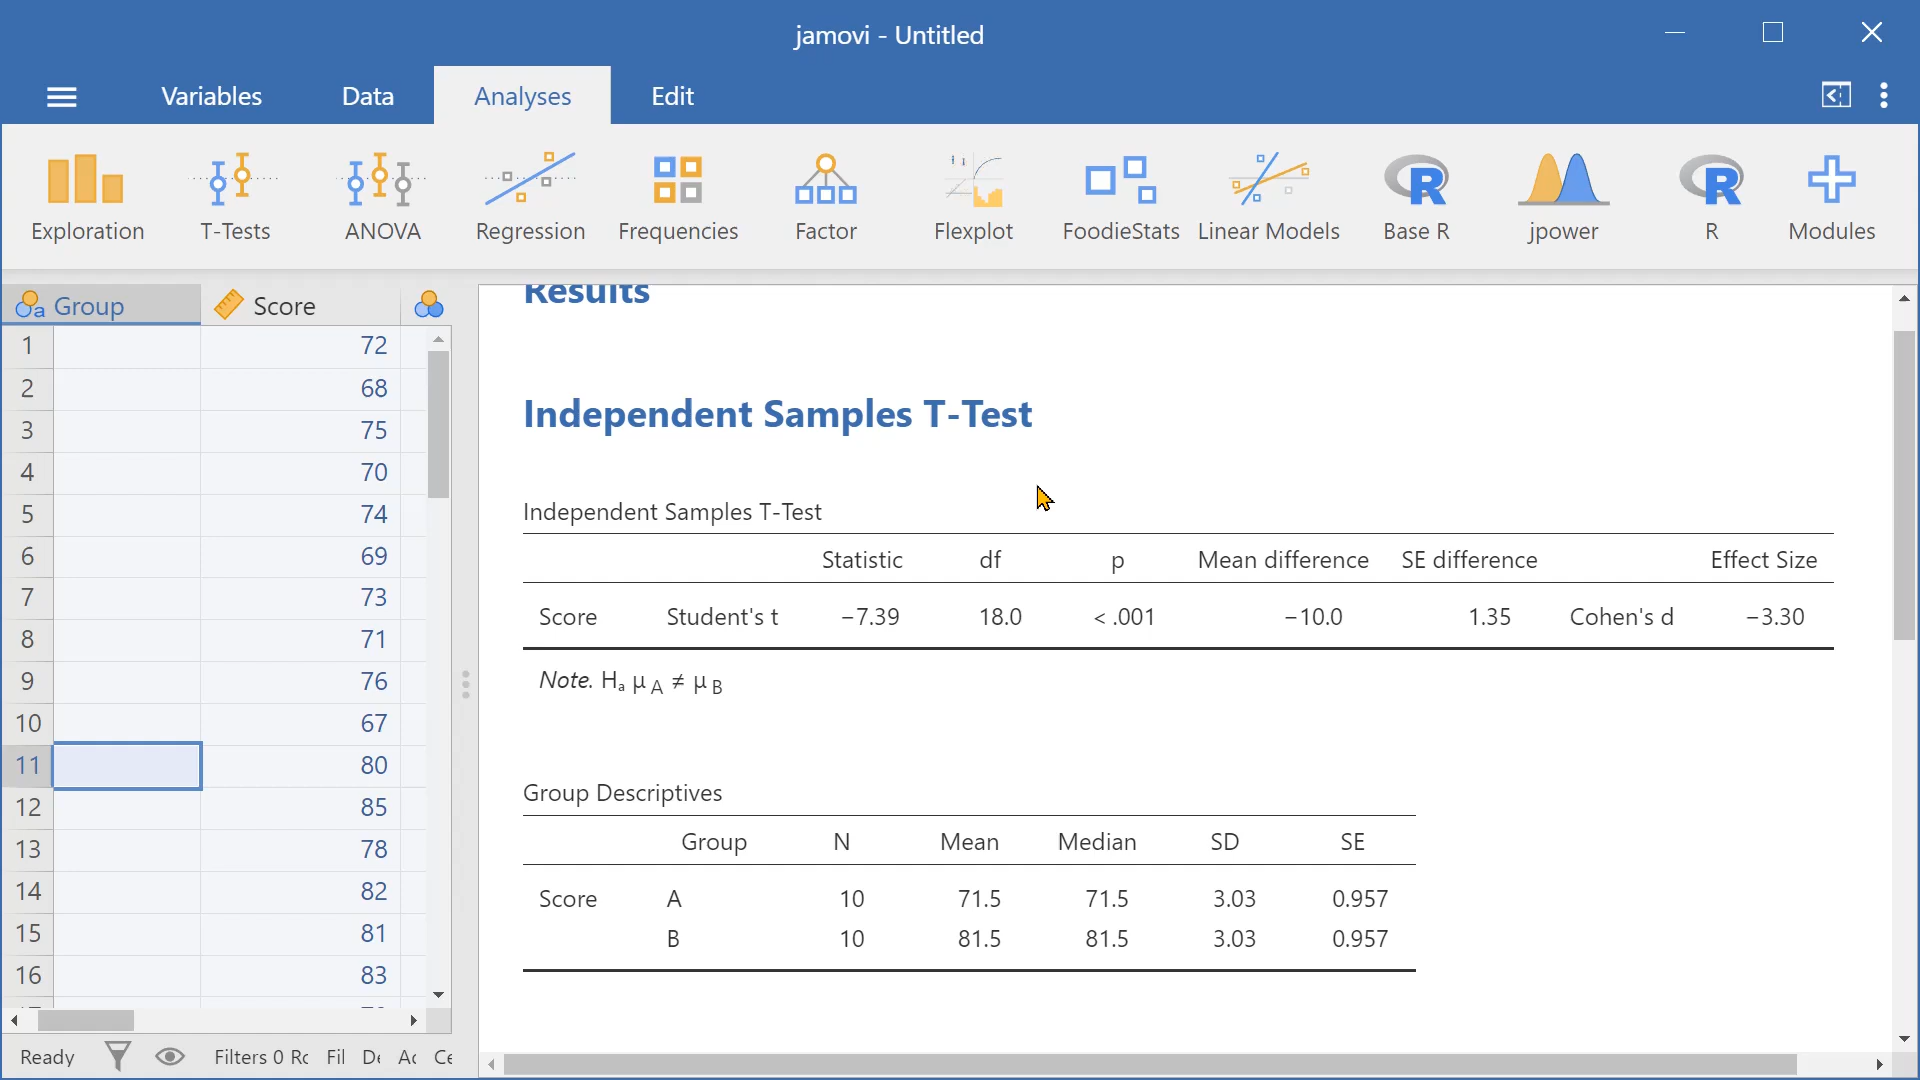 jamovi - Untitled
Variables Data Analyses Edit
Exploration T-Tests ANOVA Regression Frequencies Factor Flexplot FoodieStats Linear Models Base R jpower R Modules
Group Score
Results
1 72
2 68
3 75
4 70
5 74
6 69
7 73
8 71
9 76
10 67
11 80
12 85
13 78
14 82
15 81
16 83
Independent Samples T-Test
Independent Samples T-Test
Statistic df p Mean difference SE difference Effect Size
Score Student's t −7.39 18.0 < .001 −10.0 1.35 Cohen's d −3.30
Note. Hₐ μ A ≠ μ B
Group Descriptives
Group N Mean Median SD SE
Score A 10 71.5 71.5 3.03 0.957
B 10 81.5 81.5 3.03 0.957
Ready Filters 0 Fil